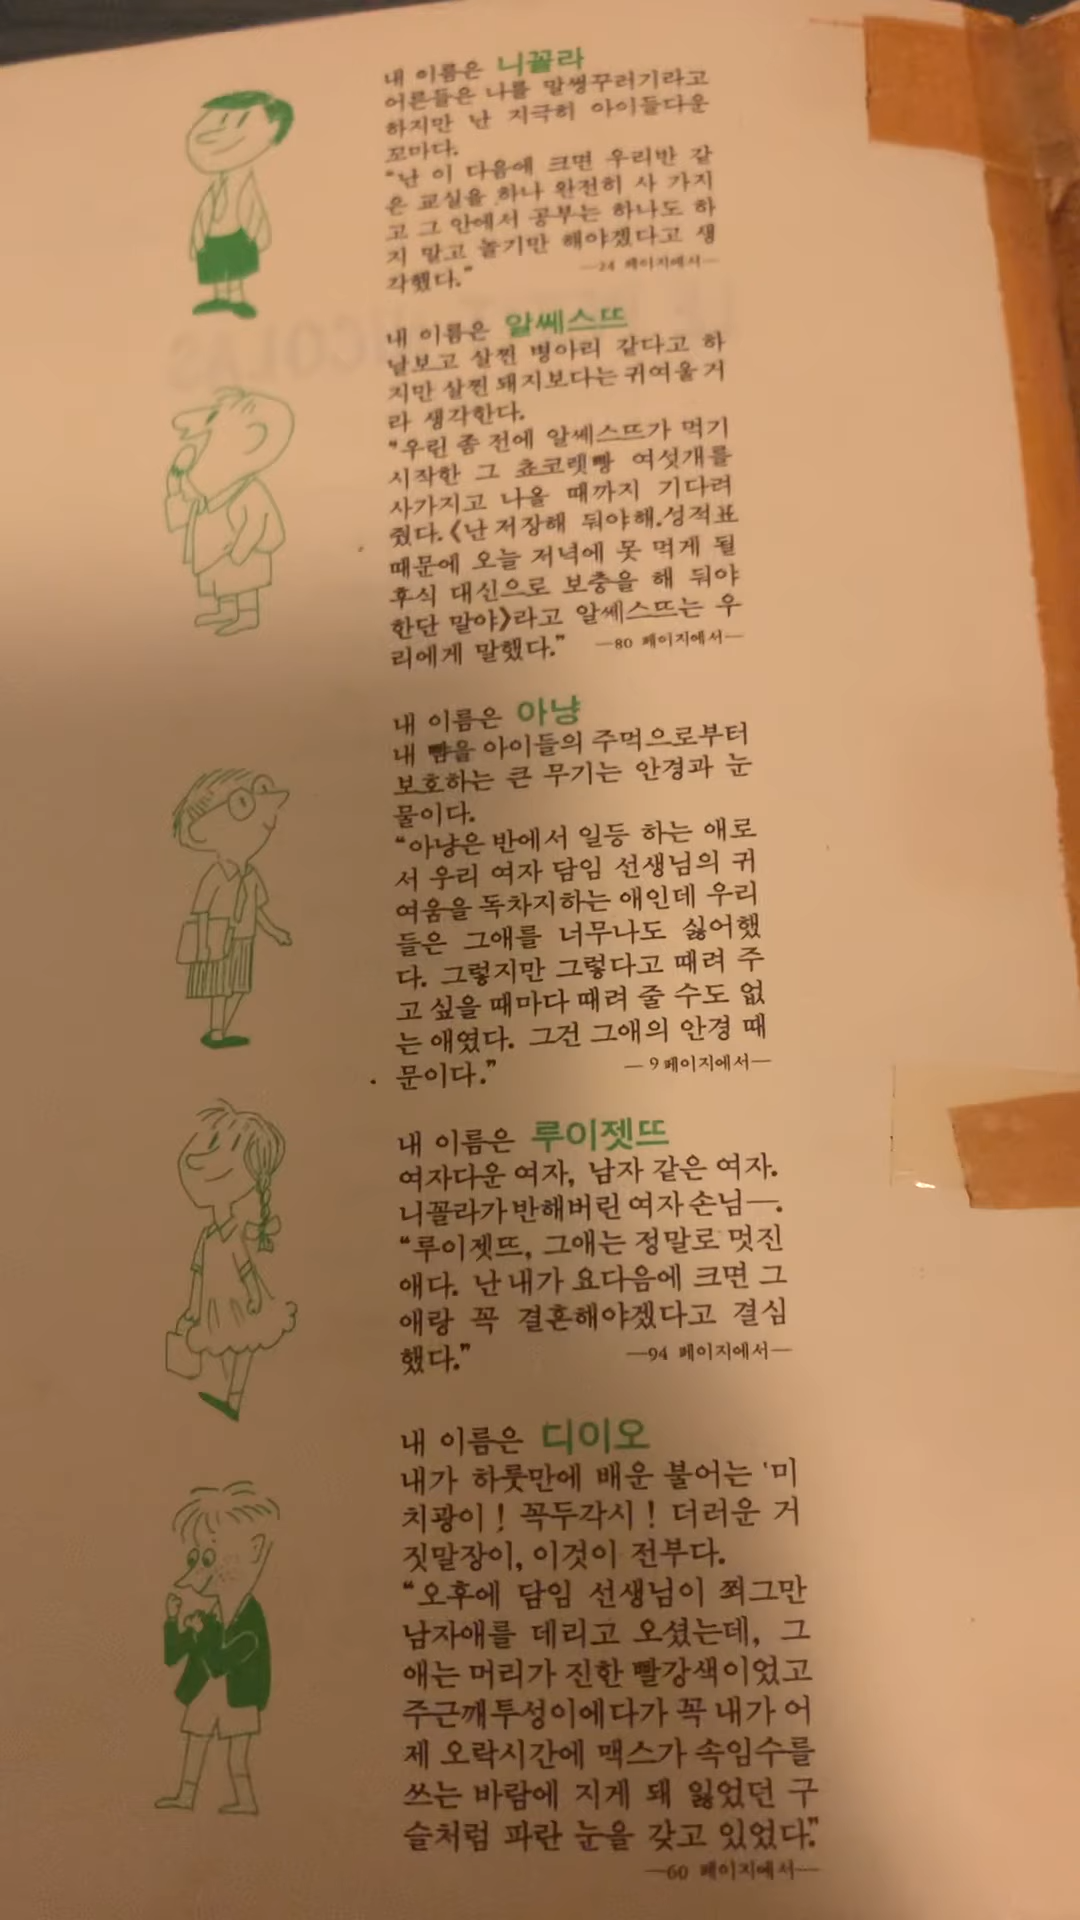 내 이름은 니꼴라
어른들은 나를 말썽꾸러기라고
하지만 난 지극히 아이들다운
꼬마다.
“난 이 다음에 크면 우리반 같
은 교실을 하나 완전히 사 가지
고 그 안에서 공부는 하나도 하
지 말고 놀기만 해야겠다고 생
각했다.” —24 페이지에서—
내 이름은 알쎄스뜨
날보고 살찐 병아리 같다고 하
지만 살찐 돼지보다는 귀여울 거
라 생각한다.
“우린 좀 전에 알쎄스뜨가 먹기
시작한 그 쵸코렛빵 여섯개를
사가지고 나올 때까지 기다려
줬다.《난 저장해 둬야해.성적표
때문에 오늘 저녁에 못 먹게 될
후식 대신으로 보충을 해 둬야
한단 말야》라고 알쎄스뜨는 우
리에게 말했다.” —80 페이지에서—
내 이름은 아냥
내 뺨을 아이들의 주먹으로부터
보호하는 큰 무기는 안경과 눈
물이다.
“아냥은 반에서 일등 하는 애로
서 우리 여자 담임 선생님의 귀
여움을 독차지하는 애인데 우리
들은 그애를 너무나도 싫어했
다. 그렇지만 그렇다고 때려 주
고 싶을 때마다 때려 줄 수도 없
는 애였다. 그건 그애의 안경 때
문이다.” —9페이지에서—
내 이름은 루이젯뜨
여자다운 여자, 남자 같은 여자.
니꼴라가 반해버린 여자 손님—.
“루이젯뜨, 그애는 정말로 멋진
애다. 난 내가 요다음에 크면 그
애랑 꼭 결혼해야겠다고 결심
했다.” —94 페이지에서—
내 이름은 디이오
내가 하룻만에 배운 불어는 ‘미
치광이! 꼭두각시! 더러운 거
짓말장이, 이것이 전부다.
“오후에 담임 선생님이 쬐그만
남자애를 데리고 오셨는데, 그
애는 머리가 진한 빨강색이었고
주근깨투성이에다가 꼭 내가 어
제 오락시간에 맥스가 속임수를
쓰는 바람에 지게 돼 잃었던 구
슬처럼 파란 눈을 갖고 있었다.”
—60 페이지에서—